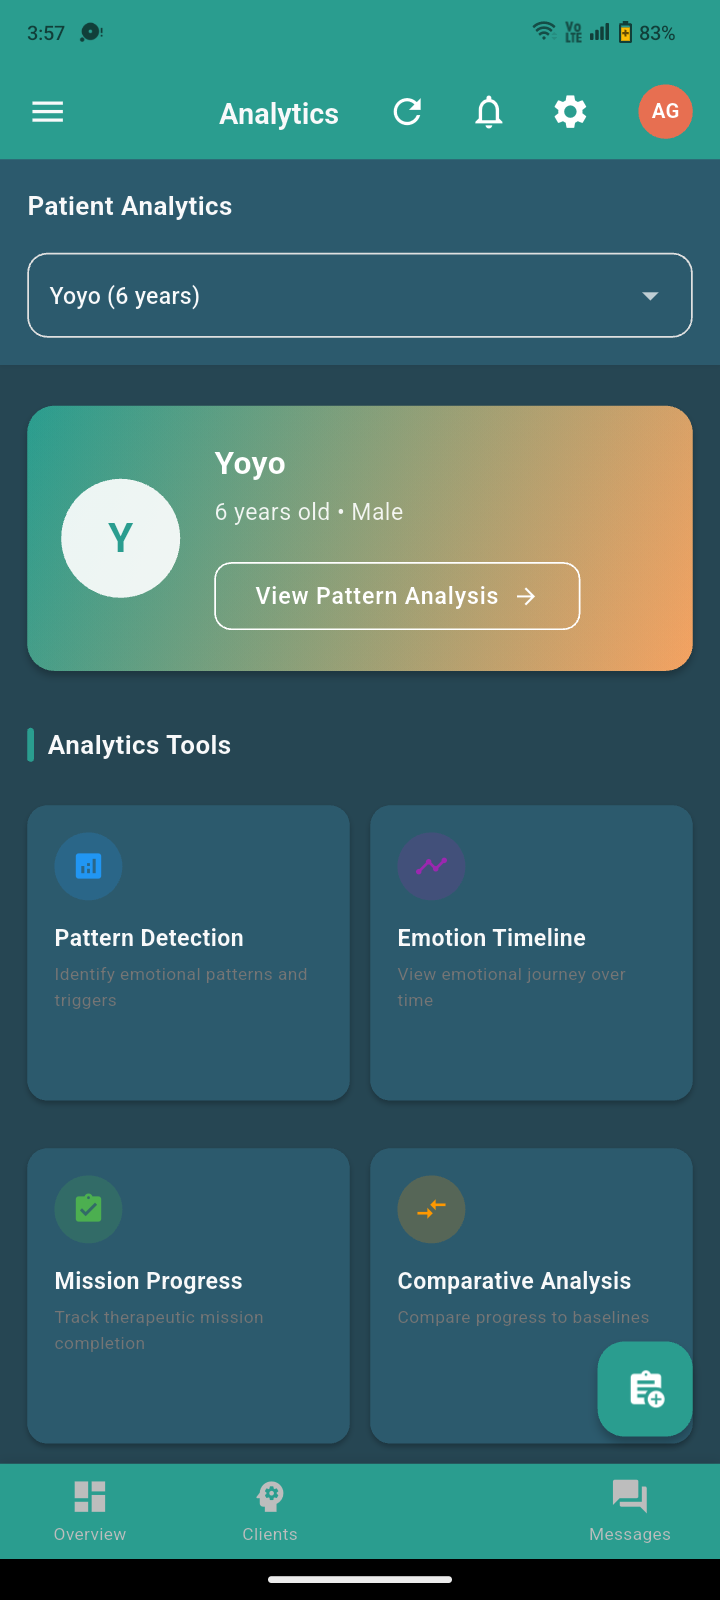 3:57
Vo
LTE
83%
Analytics
AG
Patient Analytics
Yoyo (6 years)
Yoyo
Y
6 years old • Male
View Pattern Analysis →
Analytics Tools
Pattern Detection
Identify emotional patterns and
triggers
Emotion Timeline
View emotional journey over
time
Mission Progress
Track therapeutic mission
completion
Comparative Analysis
Compare progress to baselines
Overview
Clients
Messages